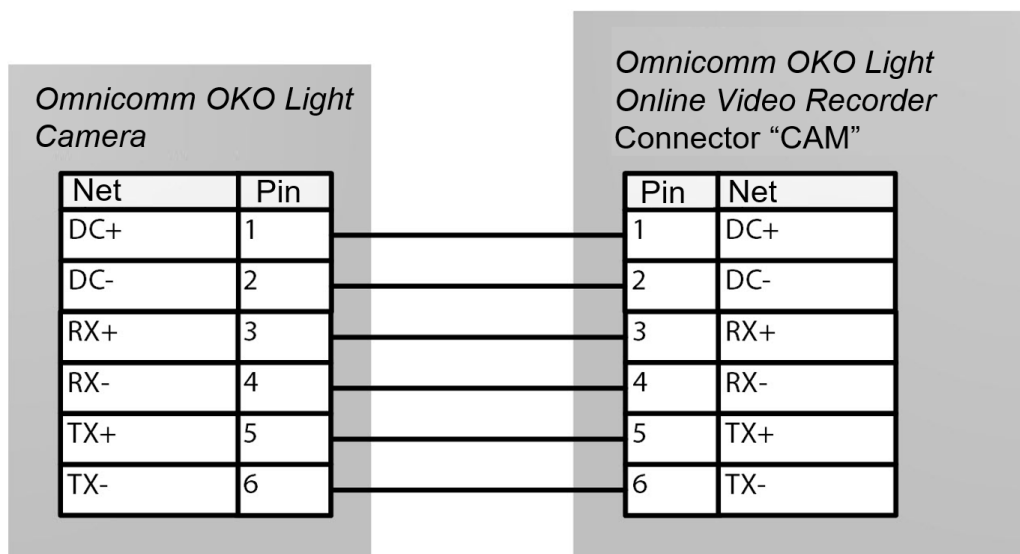 Omnicomm OKO Light
Camera
Net Pin
DC+ 1
DC- 2
RX+ 3
RX- 4
TX+ 5
TX- 6
Omnicomm OKO Light
Online Video Recorder
Connector “CAM”
Pin Net
1 DC+
2 DC-
3 RX+
4 RX-
5 TX+
6 TX-